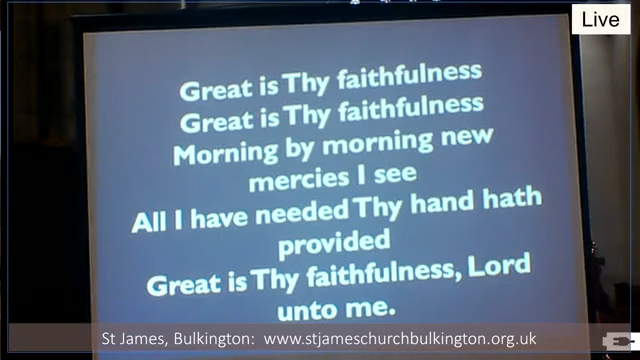 Live
Great is Thy faithfulness
Great is Thy faithfulness
Morning by morning new
mercies I see
All I have needed Thy hand hath
provided
Great is Thy faithfulness, Lord
unto me.
St James, Bulkington: www.stjameschurchbulkington.org.uk